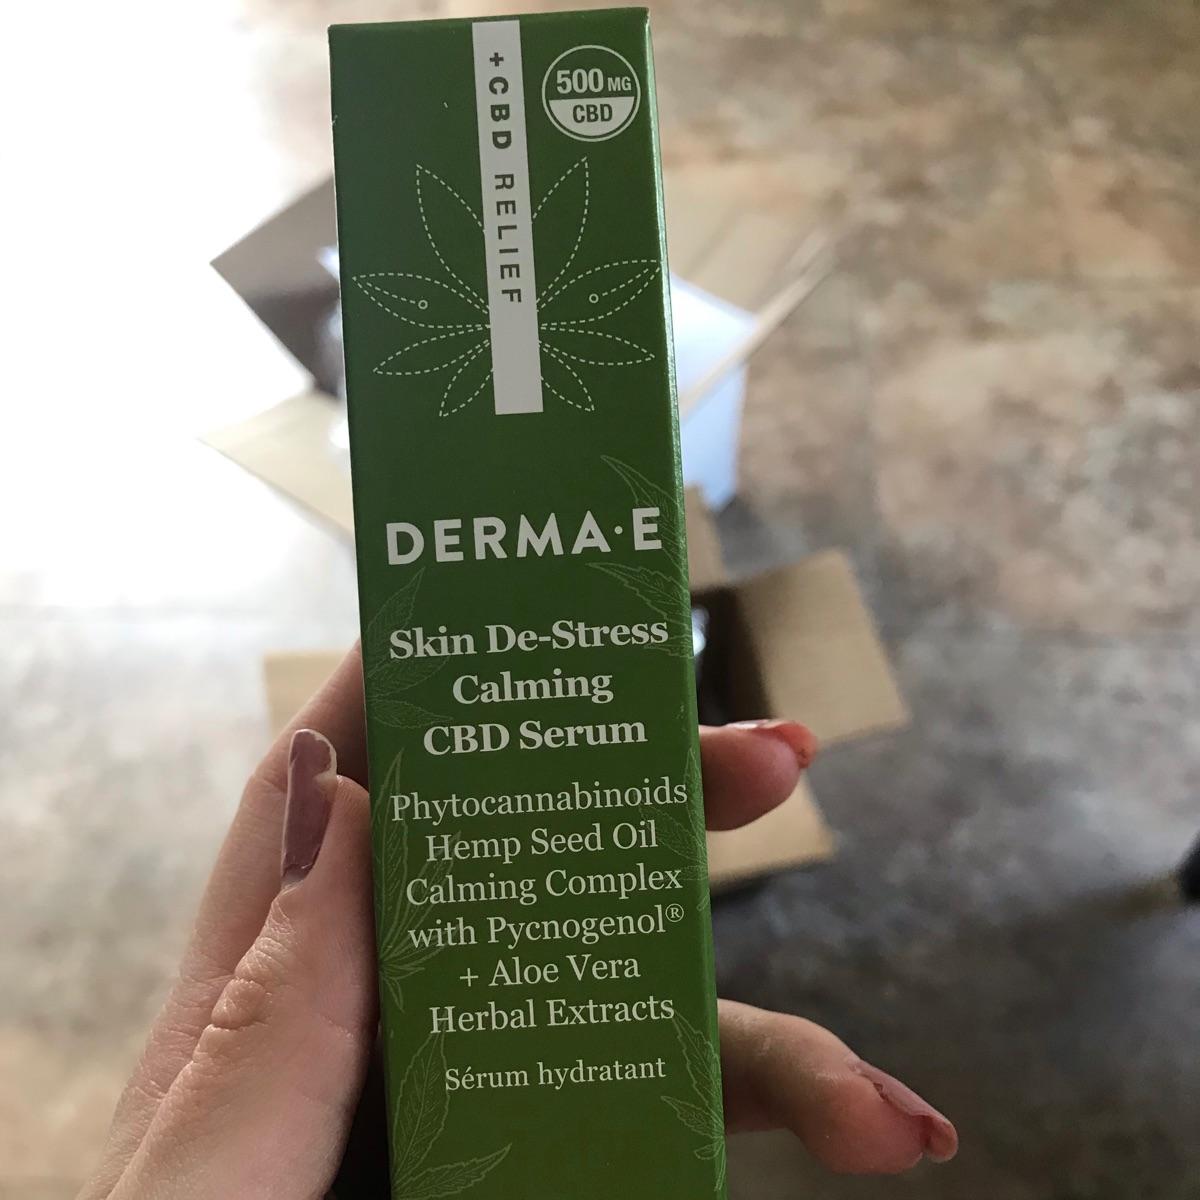 +CBD RELIEF
500 MG
CBD
DERMA·E
Skin De-Stress
Calming
CBD Serum
Phytocannabinoids
Hemp Seed Oil
Calming Complex
with Pycnogenol®
+ Aloe Vera
Herbal Extracts
Sérum hydratant